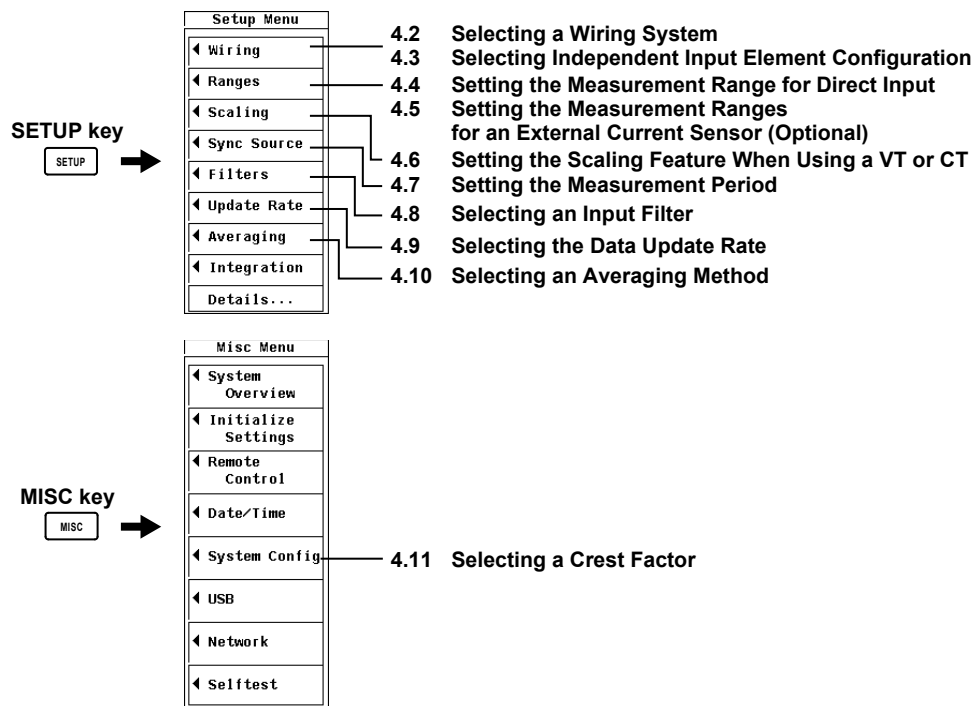 Setup Menu
Wiring
Ranges
Scaling
Sync Source
Filters
Update Rate
Averaging
Integration
Details...
SETUP key
SETUP
4.2 Selecting a Wiring System
4.3 Selecting Independent Input Element Configuration
4.4 Setting the Measurement Range for Direct Input
4.5 Setting the Measurement Ranges
for an External Current Sensor (Optional)
4.6 Setting the Scaling Feature When Using a VT or CT
4.7 Setting the Measurement Period
4.8 Selecting an Input Filter
4.9 Selecting the Data Update Rate
4.10 Selecting an Averaging Method
Misc Menu
System
Overview
Initialize
Settings
Remote
Control
Date/Time
System Config
USB
Network
Selftest
MISC key
MISC
4.11 Selecting a Crest Factor